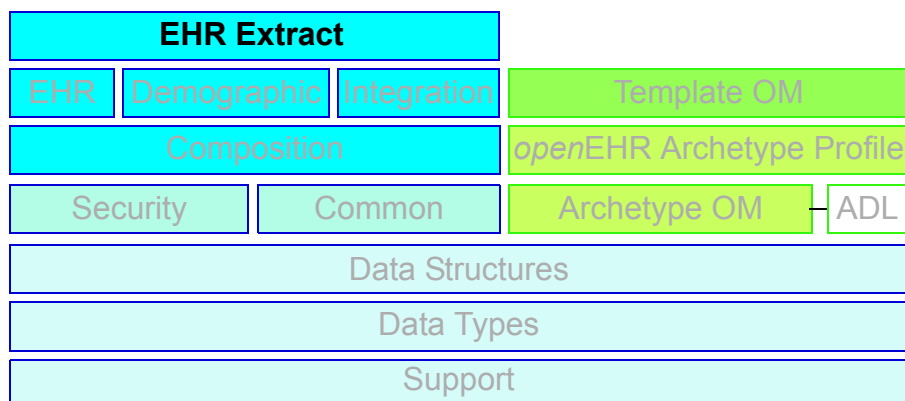 EHR Extract
EHR Demographic Integration Template OM
Composition openEHR Archetype Profile
Security Common Archetype OM ADL
Data Structures
Data Types
Support